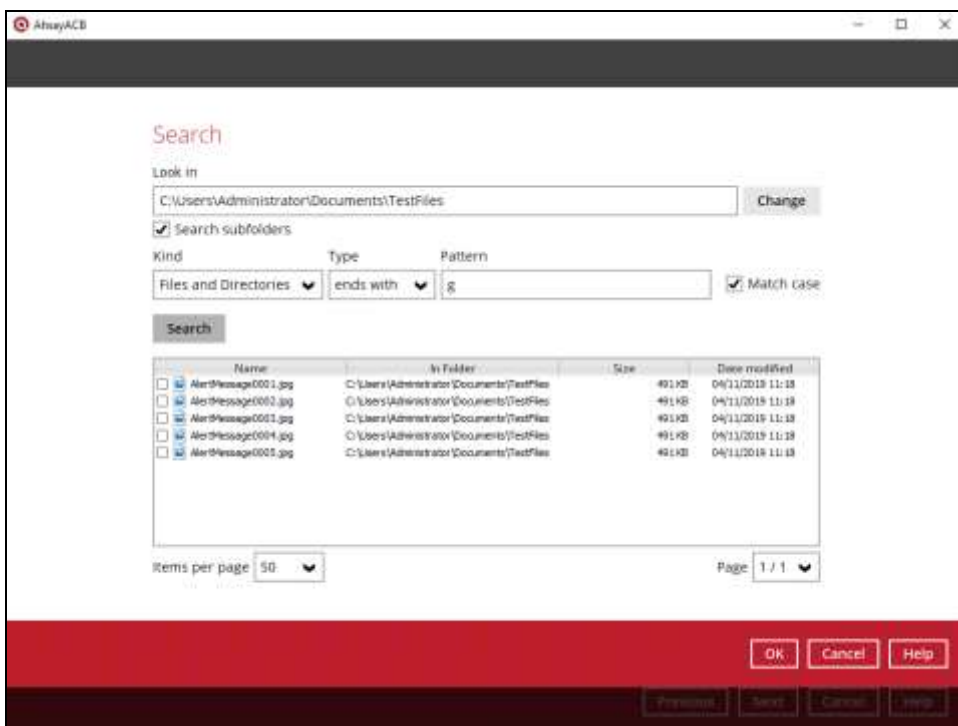 AhsayACB
Search
Look in
C:\Users\Administrator\Documents\TestFiles Change
Search subfolders
Kind Type Pattern
Files and Directories ends with g Match case
Search
Name In Folder Size Date modified
AlertMessage0001.jpg C:\Users\Administrator\Documents\TestFiles 491KB 04/11/2019 11:18
AlertMessage0002.jpg C:\Users\Administrator\Documents\TestFiles 491KB 04/11/2019 11:18
AlertMessage0003.jpg C:\Users\Administrator\Documents\TestFiles 491KB 04/11/2019 11:18
AlertMessage0004.jpg C:\Users\Administrator\Documents\TestFiles 491KB 04/11/2019 11:18
AlertMessage0005.jpg C:\Users\Administrator\Documents\TestFiles 491KB 04/11/2019 11:18
Items per page 50 Page 1 / 1
OK Cancel Help
Previous Next Cancel Help